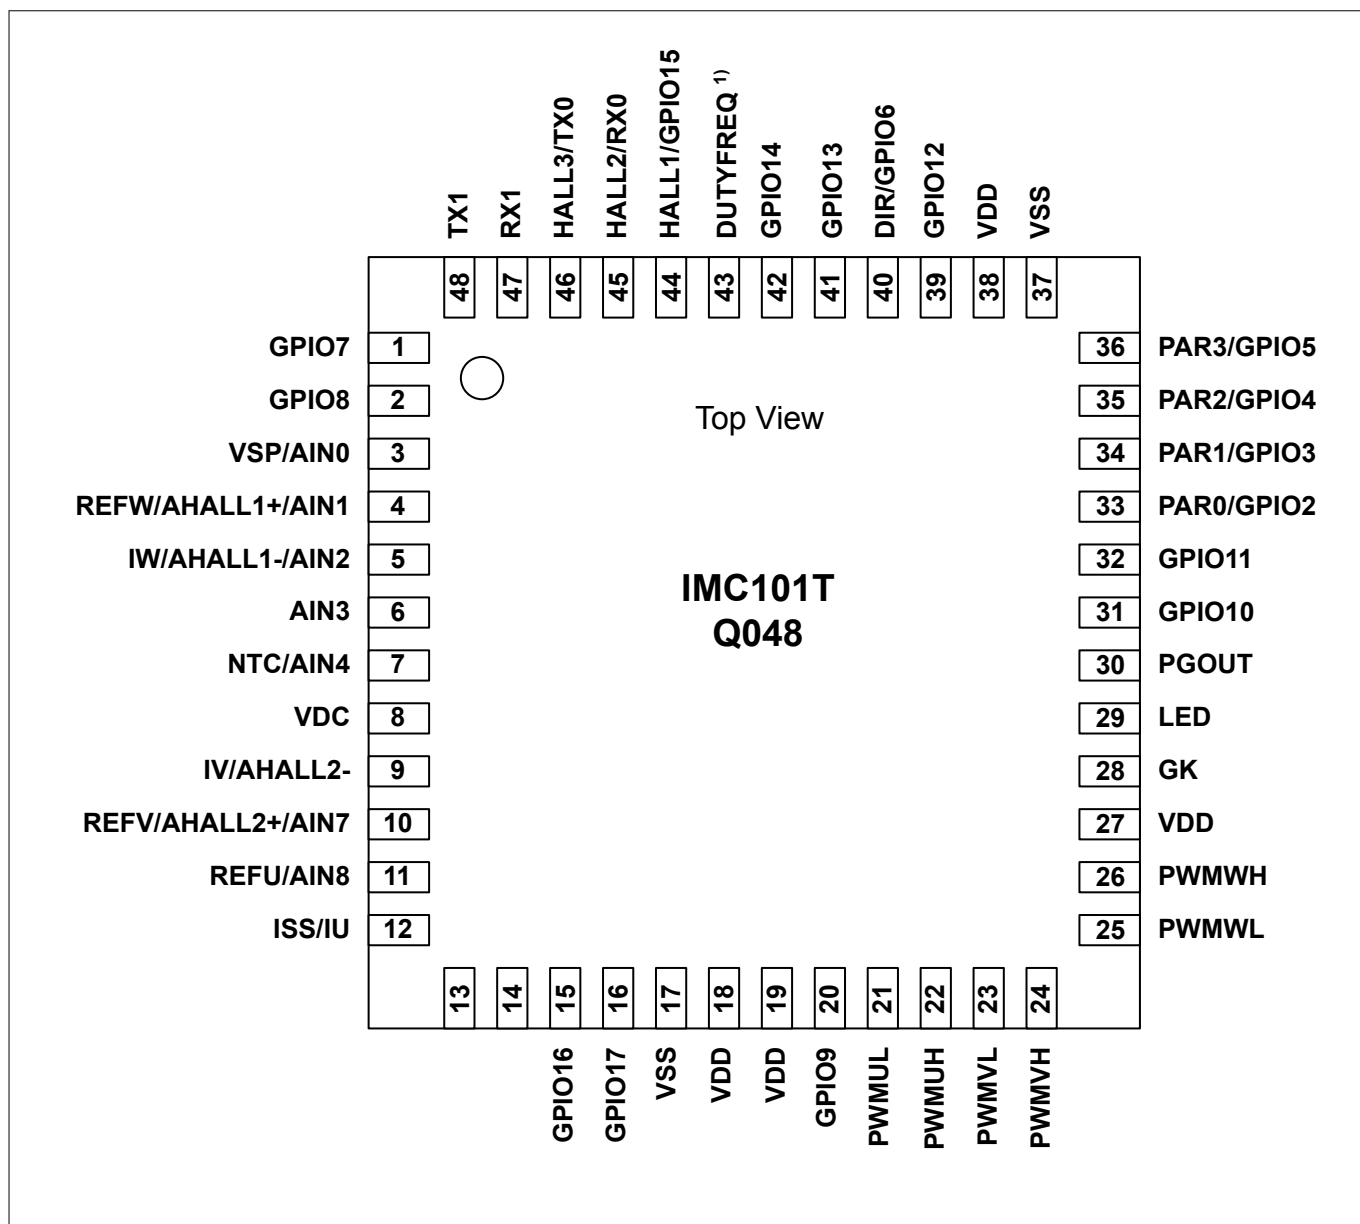 TX1
RX1
HALL3/TX0
HALL2/RX0
HALL1/GPIO15
DUTYFREQ 1)
GPIO14
GPIO13
DIR/GPIO6
GPIO12
VDD
VSS
48
47
46
45
44
43
42
41
40
39
38
37
GPIO7 1
GPIO8 2
VSP/AIN0 3
REFW/AHALL1+/AIN1 4
IW/AHALL1-/AIN2 5
AIN3 6
NTC/AIN4 7
VDC 8
IV/AHALL2- 9
REFV/AHALL2+/AIN7 10
REFU/AIN8 11
ISS/IU 12
Top View
IMC101T
Q048
36 PAR3/GPIO5
35 PAR2/GPIO4
34 PAR1/GPIO3
33 PAR0/GPIO2
32 GPIO11
31 GPIO10
30 PGOUT
29 LED
28 GK
27 VDD
26 PWMWH
25 PWMWL
13
14
15
16
17
18
19
20
21
22
23
24
GPIO16
GPIO17
VSS
VDD
VDD
GPIO9
PWMUL
PWMUH
PWMVL
PWMVH